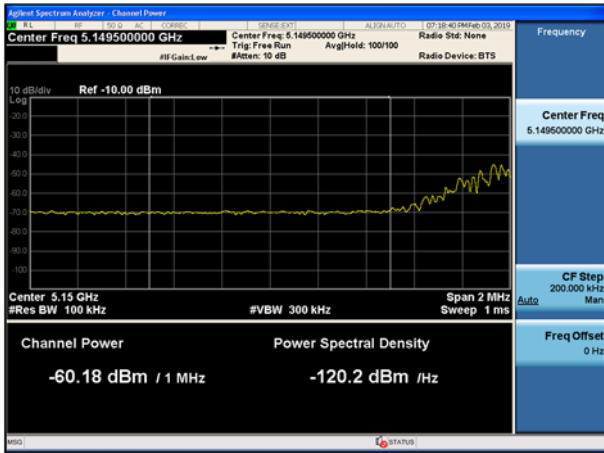 Agilent Spectrum Analyzer - Channel Power
RL RF 50 Ω AC CORREC SENSE:EXT ALIGNAUTO 07:18:40 PM Feb 03, 2019
Center Freq 5.149500000 GHz
Center Freq: 5.149500000 GHz Radio Std: None
Trig: Free Run Avg|Hold: 100/100
#IFGain:Low #Atten: 10 dB Radio Device: BTS
10 dB/div Ref -10.00 dBm
Log
-20.0
-30.0
-40.0
-50.0
-60.0
-70.0
-80.0
-90.0
-100
Center 5.15 GHz Span 2 MHz
#Res BW 100 kHz #VBW 300 kHz Sweep 1 ms
Channel Power Power Spectral Density
-60.18 dBm / 1 MHz -120.2 dBm /Hz
MSG STATUS
Frequency
Center Freq
5.149500000 GHz
CF Step
200.000 kHz
Auto Man
Freq Offset
0 Hz